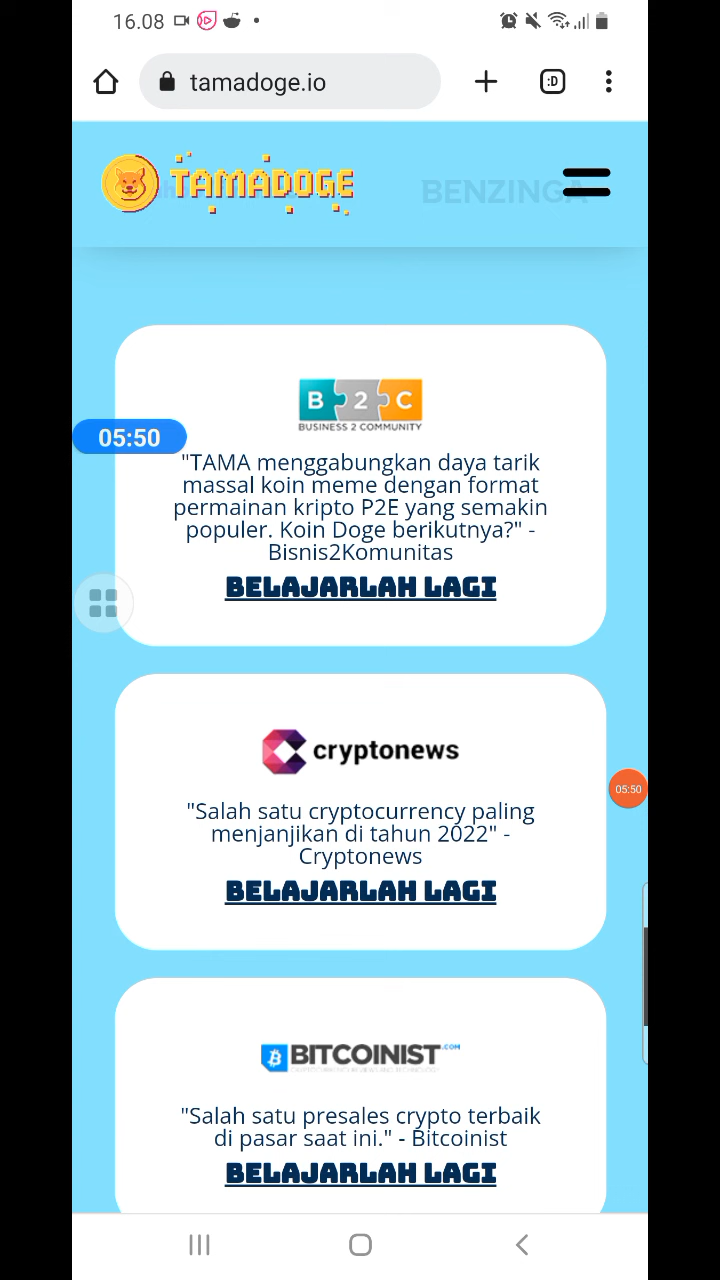 16.08
:D
tamadoge.io
TAMADOGE
BENZINGA
B 2 C
BUSINESS 2 COMMUNITY
05:50
"TAMA menggabungkan daya tarik
massal koin meme dengan format
permainan kripto P2E yang semakin
populer. Koin Doge berikutnya?" -
Bisnis2Komunitas
BELAJARLAH LAGI
cryptonews
05:50
"Salah satu cryptocurrency paling
menjanjikan di tahun 2022" -
Cryptonews
BELAJARLAH LAGI
BITCOINIST.COM
"Salah satu presales crypto terbaik
di pasar saat ini." - Bitcoinist
BELAJARLAH LAGI